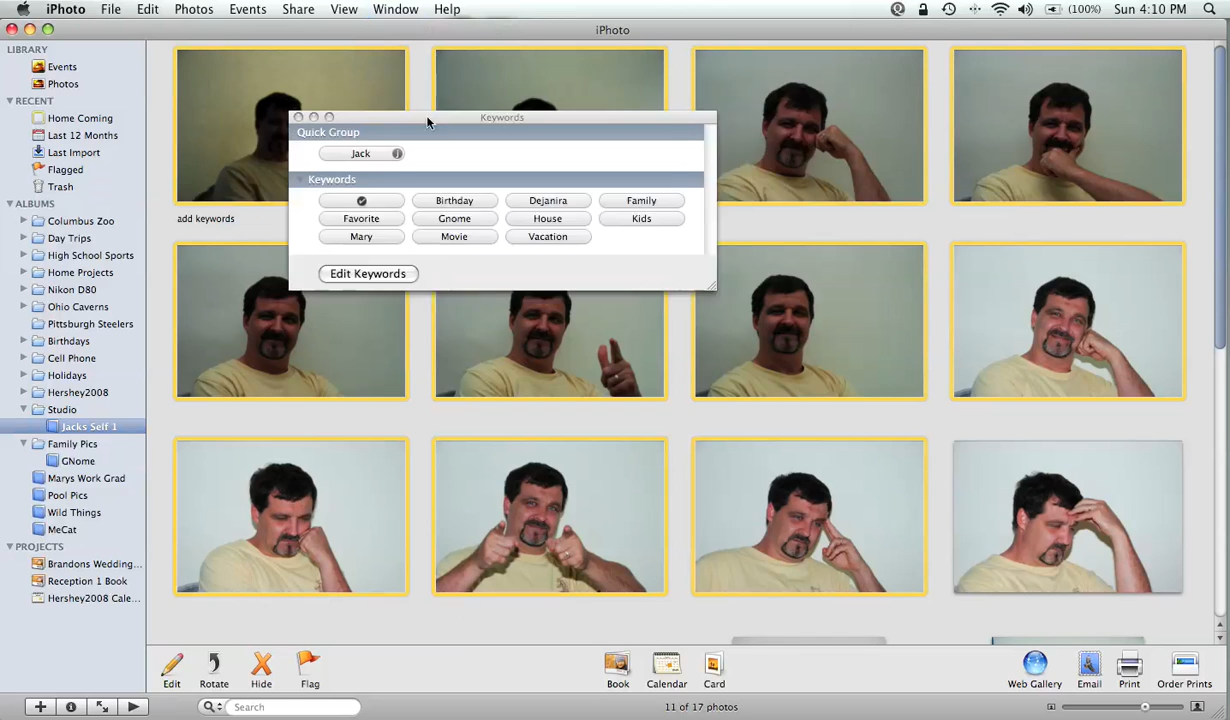 iPhoto File Edit Photos Events Share View Window Help (100%) Sun 4:10 PM
iPhoto
LIBRARY
Events
Photos
RECENT
Home Coming
Last 12 Months
Last Import
Flagged
Trash
ALBUMS
Columbus Zoo
Day Trips
High School Sports
Home Projects
Nikon D80
Ohio Caverns
Pittsburgh Steelers
Birthdays
Cell Phone
Holidays
Hershey2008
Studio
Jacks Self 1
Family Pics
GNome
Marys Work Grad
Pool Pics
Wild Things
MeCat
PROJECTS
Brandons Wedding...
Reception 1 Book
Hershey2008 Cale...
Keywords
Quick Group
Jack j
Keywords
Birthday Dejanira Family
Favorite Gnome House Kids
Mary Movie Vacation
Edit Keywords
add keywords
Edit Rotate Hide Flag Book Calendar Card Web Gallery Email Print Order Prints
Search 11 of 17 photos